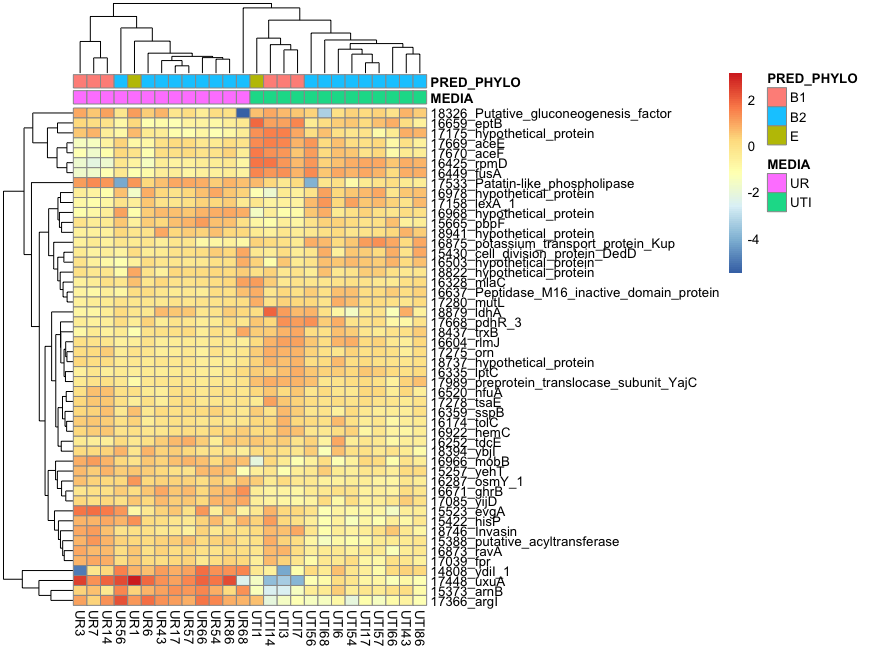 PRED_PHYLO
MEDIA
18326_Putative_gluconeogenesis_factor
16659_eptB
17175_hypothetical_protein
17669_aceE
17670_aceF
16425_rpmD
16449_fusA
17533_Patatin-like_phospholipase
16978_hypothetical_protein
17158_lexA_1
16968_hypothetical_protein
15665_pbpF
18941_hypothetical_protein
16875_potassium_transport_protein_Kup
15430_cell_division_protein_DedD
16503_hypothetical_protein
18822_hypothetical_protein
16328_mlaC
16637_Peptidase_M16_inactive_domain_protein
17280_mutL
18879_ldhA
17668_pdhR_3
18437_trxB
16604_rlmJ
17275_orn
18737_hypothetical_protein
16335_lptC
17989_preprotein_translocase_subunit_YajC
16520_nfuA
17278_tsaE
16359_sspB
16174_tolC
16922_hemC
16252_tdcE
18394_ybjI
16966_mobB
15257_yehT
16287_osmY_1
16671_ghrB
17085_yijD
15523_evgA
15422_hisP
18746_Invasin
15388_putative_acyltransferase
16873_ravA
17039_fpr
14808_ydiI_1
17448_uxuA
15373_arnB
17366_argI
UR3
UR7
UR14
UR56
UR1
UR6
UR43
UR17
UR57
UR66
UR54
UR86
UR68
UTI1
UTI14
UTI3
UTI7
UTI56
UTI68
UTI6
UTI54
UTI17
UTI57
UTI66
UTI43
UTI86
2
0
-2
-4
PRED_PHYLO
B1
B2
E
MEDIA
UR
UTI